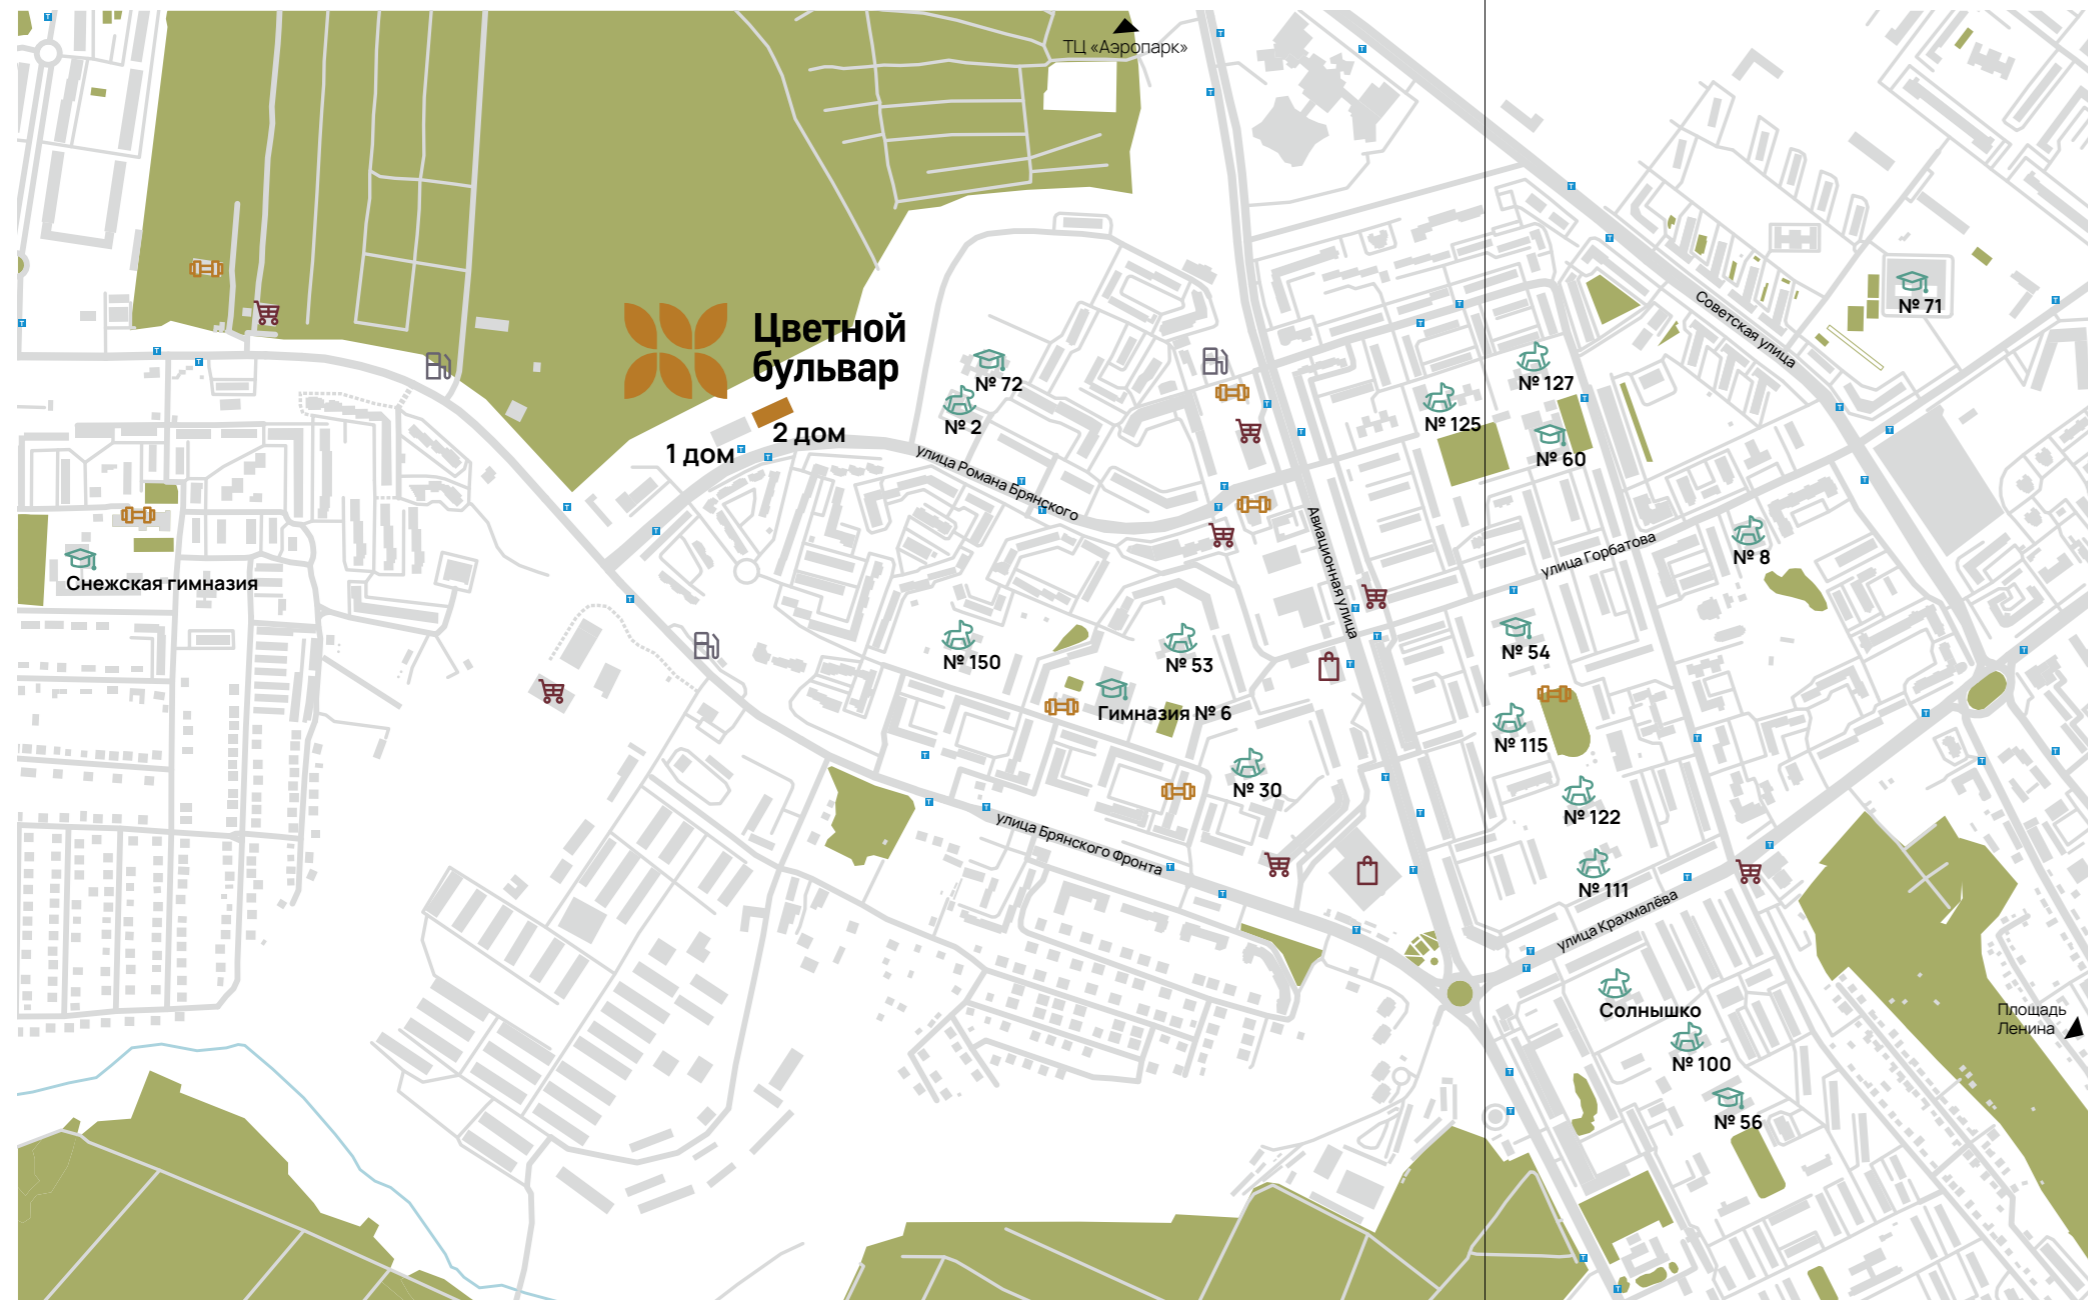 ТЦ «Аэропарк»
Цветной
бульвар
2 дом
1 дом
№ 72
№ 2
улица Романа Брянского
Снежская гимназия
№ 150
№ 53
Гимназия № 6
№ 30
улица Брянского Фронта
Авиационная улица
№ 125
№ 127
№ 60
Советская улица
№ 71
улица Горбатова
№ 8
№ 54
№ 115
№ 122
№ 111
улица Крахмалёва
Солнышко
№ 100
№ 56
Площадь
Ленина